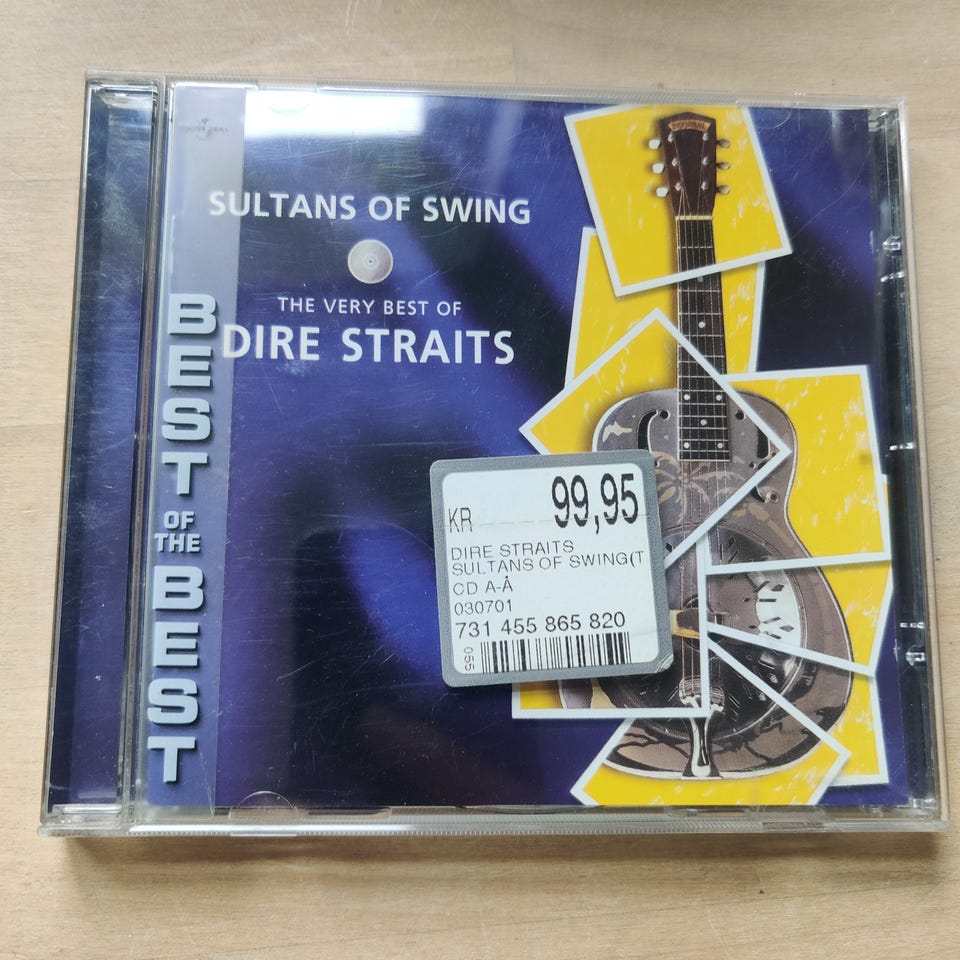 SULTANS OF SWING
THE VERY BEST OF
DIRE STRAITS
BEST
OF
THE
BEST
KR 99,95
DIRE STRAITS
SULTANS OF SWING(T
CD A-Å
030701
731 455 865 820
055